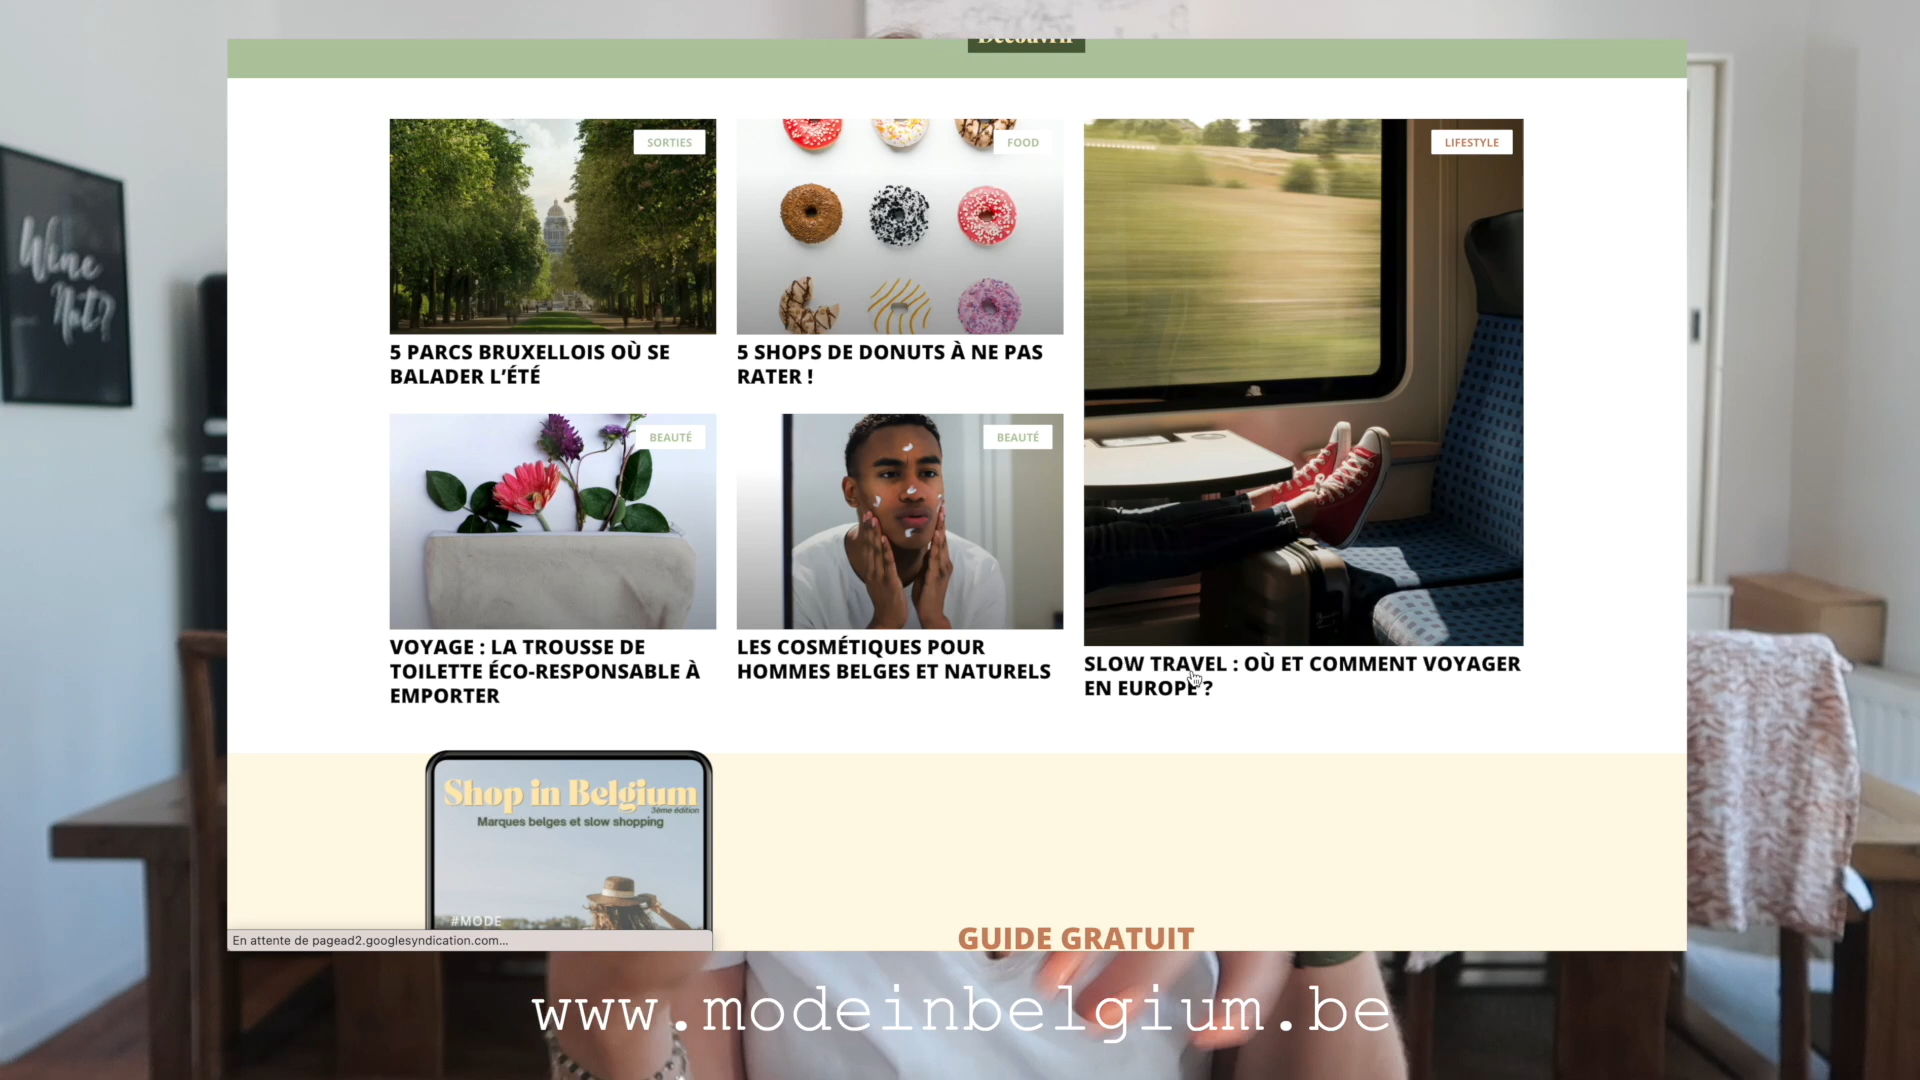 Découvrir
Wine
Not?
SORTIES
5 PARCS BRUXELLOIS OÙ SE
BALADER L'ÉTÉ
FOOD
5 SHOPS DE DONUTS À NE PAS
RATER !
LIFESTYLE
SLOW TRAVEL : OÙ ET COMMENT VOYAGER
EN EUROPE ?
BEAUTÉ
VOYAGE : LA TROUSSE DE
TOILETTE ÉCO-RESPONSABLE À
EMPORTER
BEAUTÉ
LES COSMÉTIQUES POUR
HOMMES BELGES ET NATURELS
Shop in Belgium
3ème édition
Marques belges et slow shopping
#MODE
GUIDE GRATUIT
En attente de pagead2.googlesyndication.com...
www.modeinbelgium.be